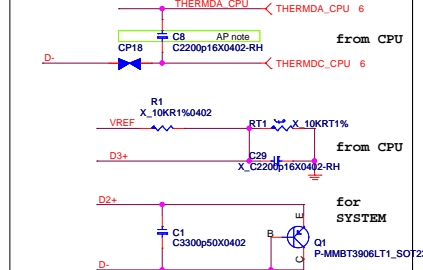 THERMDA_CPU
THERMDA_CPU 6
C8 AP note
C2200p16X0402-RH
from CPU
CP18
D-
THERMDC_CPU 6
R1
X_10KR1%0402
VREF
RT1 X_10KRT1%
D3+
C29
X_C2200p16X0402-RH
from CPU
D2+
for
SYSTEM
E
C1
C3300p50X0402
B
Q1
P-MMBT3906LT1_SOT23
C
D-